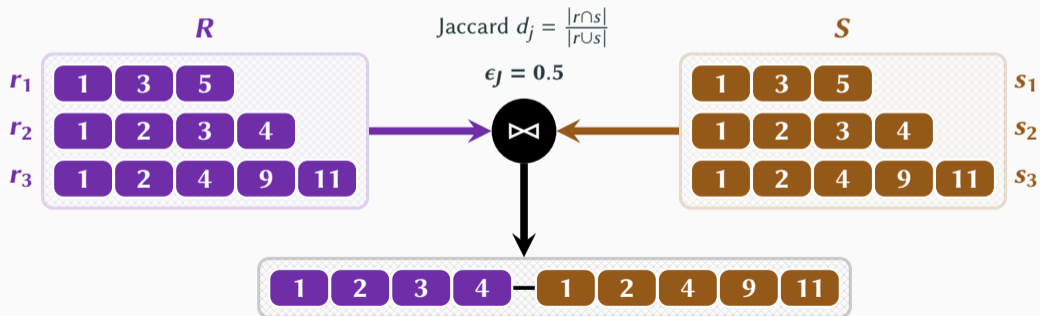 R
Jaccard dⱼ = |r∩s| / |r∪s|
S
ϵJ = 0.5
r1 1 3 5
1 3 5 s1
r2 1 2 3 4
⋈
1 2 3 4 s2
r3 1 2 4 9 11
1 2 4 9 11 s3
1 2 3 4 – 1 2 4 9 11